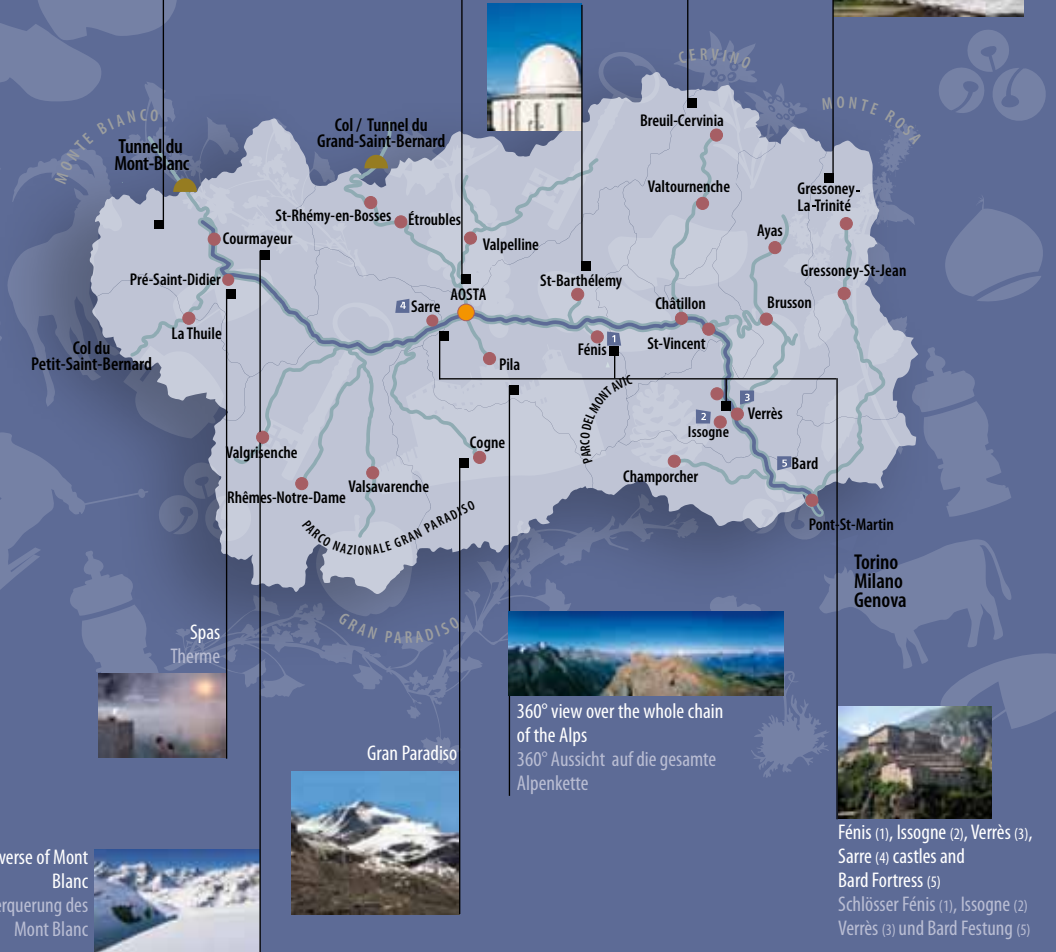 CERVINO
MONTE BIANCO
MONTE ROSA
Col / Tunnel du
Grand-Saint-Bernard
Tunnel du
Mont-Blanc
Breuil-Cervinia
Valtournenche
Gressoney-
La-Trinité
St-Rhémy-en-Bosses
Étroubles
Courmayeur
Valpelline
Ayas
Pré-Saint-Didier
St-Barthélemy
Gressoney-St-Jean
AOSTA
4 Sarre
Châtillon
Brusson
La Thuile
Col du
Petit-Saint-Bernard
Fénis 1
St-Vincent
Pila
PARCO DEL MONT AVIC
3
Verrès
2
Issogne
Cogne
Valgrisenche
5 Bard
Champorcher
Valsavarenche
Rhêmes-Notre-Dame
PARCO NAZIONALE GRAN PARADISO
Pont-St-Martin
Torino
Milano
Genova
GRAN PARADISO
Spas
Therme
360° view over the whole chain
of the Alps
360° Aussicht auf die gesamte
Alpenkette
Gran Paradiso
Fénis (1), Issogne (2), Verrès (3),
Sarre (4) castles and
Bard Fortress (5)
Schlösser Fénis (1), Issogne (2)
Verrès (3) und Bard Festung (5)
verse of Mont
Blanc
erquerung des
Mont Blanc